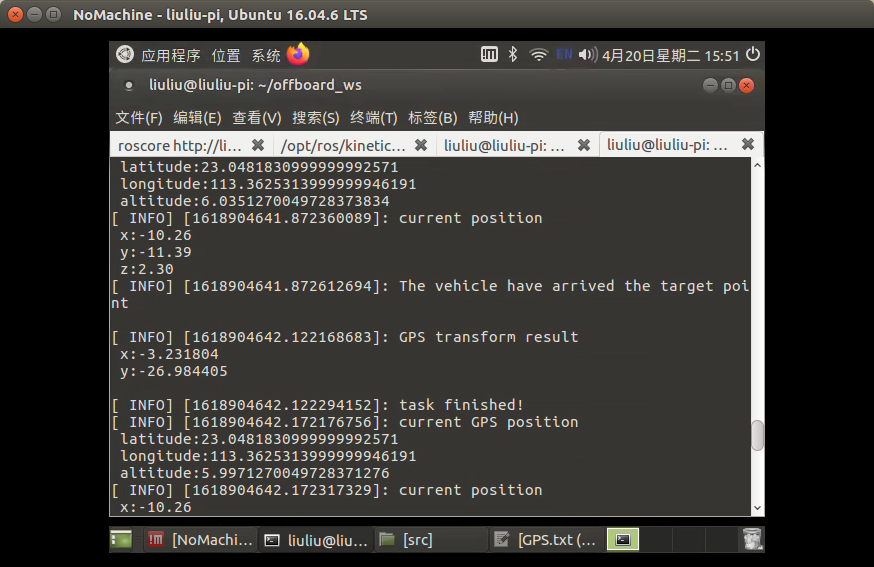 NoMachine - liuliu-pi, Ubuntu 16.04.6 LTS
应用程序 位置 系统 EN 4月20日星期二 15:51
liuliu@liuliu-pi: ~/offboard_ws
文件(F) 编辑(E) 查看(V) 搜索(S) 终端(T) 标签(B) 帮助(H)
roscore http://li... /opt/ros/kinetic... liuliu@liuliu-pi: ... liuliu@liuliu-pi: ...
latitude:23.0481830999999992571
longitude:113.3625313999999946191
altitude:6.0351270049728373834
[ INFO] [1618904641.872360089]: current position
x:-10.26
y:-11.39
z:2.30
[ INFO] [1618904641.872612694]: The vehicle have arrived the target poi
nt
[ INFO] [1618904642.122168683]: GPS transform result
x:-3.231804
y:-26.984405
[ INFO] [1618904642.122294152]: task finished!
[ INFO] [1618904642.172176756]: current GPS position
latitude:23.0481830999999992571
longitude:113.3625313999999946191
altitude:5.9971270049728371276
[ INFO] [1618904642.172317329]: current position
x:-10.26
[NoMachi... liuliu@liu... [src] [GPS.txt (...